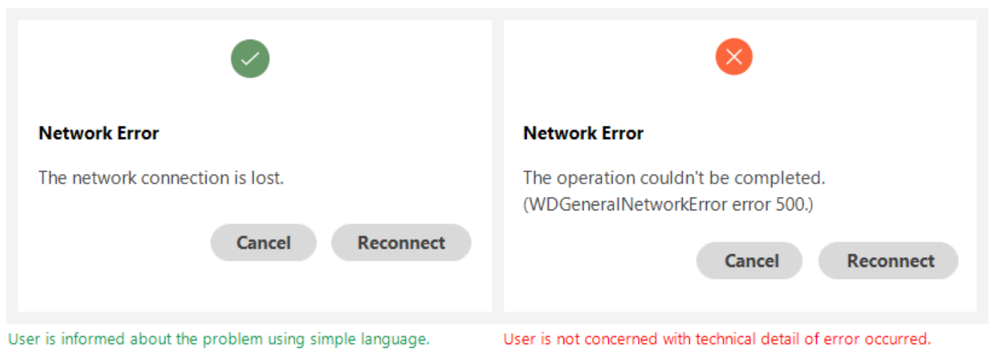 Network Error
The network connection is lost.
Cancel
Reconnect
Network Error
The operation couldn't be completed.
(WDGeneralNetworkError error 500.)
Cancel
Reconnect
User is informed about the problem using simple language.
User is not concerned with technical detail of error occurred.